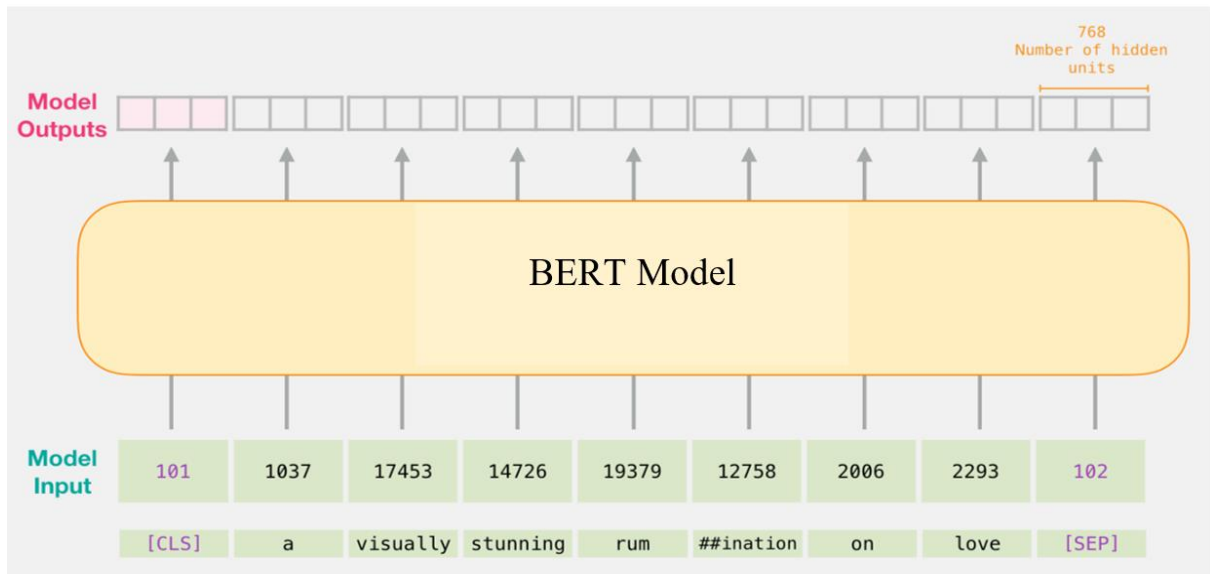 768
Number of hidden
units
Model
Outputs
BERT Model
Model
Input
101 1037 17453 14726 19379 12758 2006 2293 102
[CLS] a visually stunning rum ##ination on love [SEP]